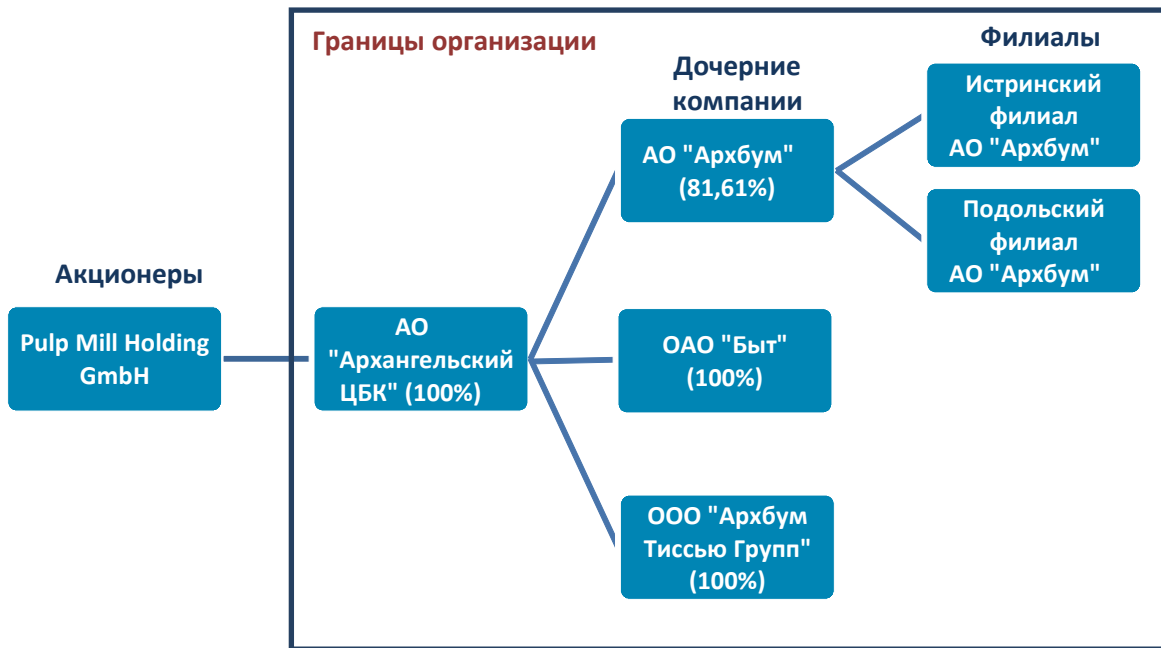 Границы организации
Филиалы
Дочерние
компании
Истринский
филиал
АО "Архбум"
АО "Архбум"
(81,61%)
Подольский
филиал
АО "Архбум"
Акционеры
Pulp Mill Holding
GmbH
АО
"Архангельский
ЦБК" (100%)
ОАО "Быт"
(100%)
ООО "Архбум
Тиссью Групп"
(100%)